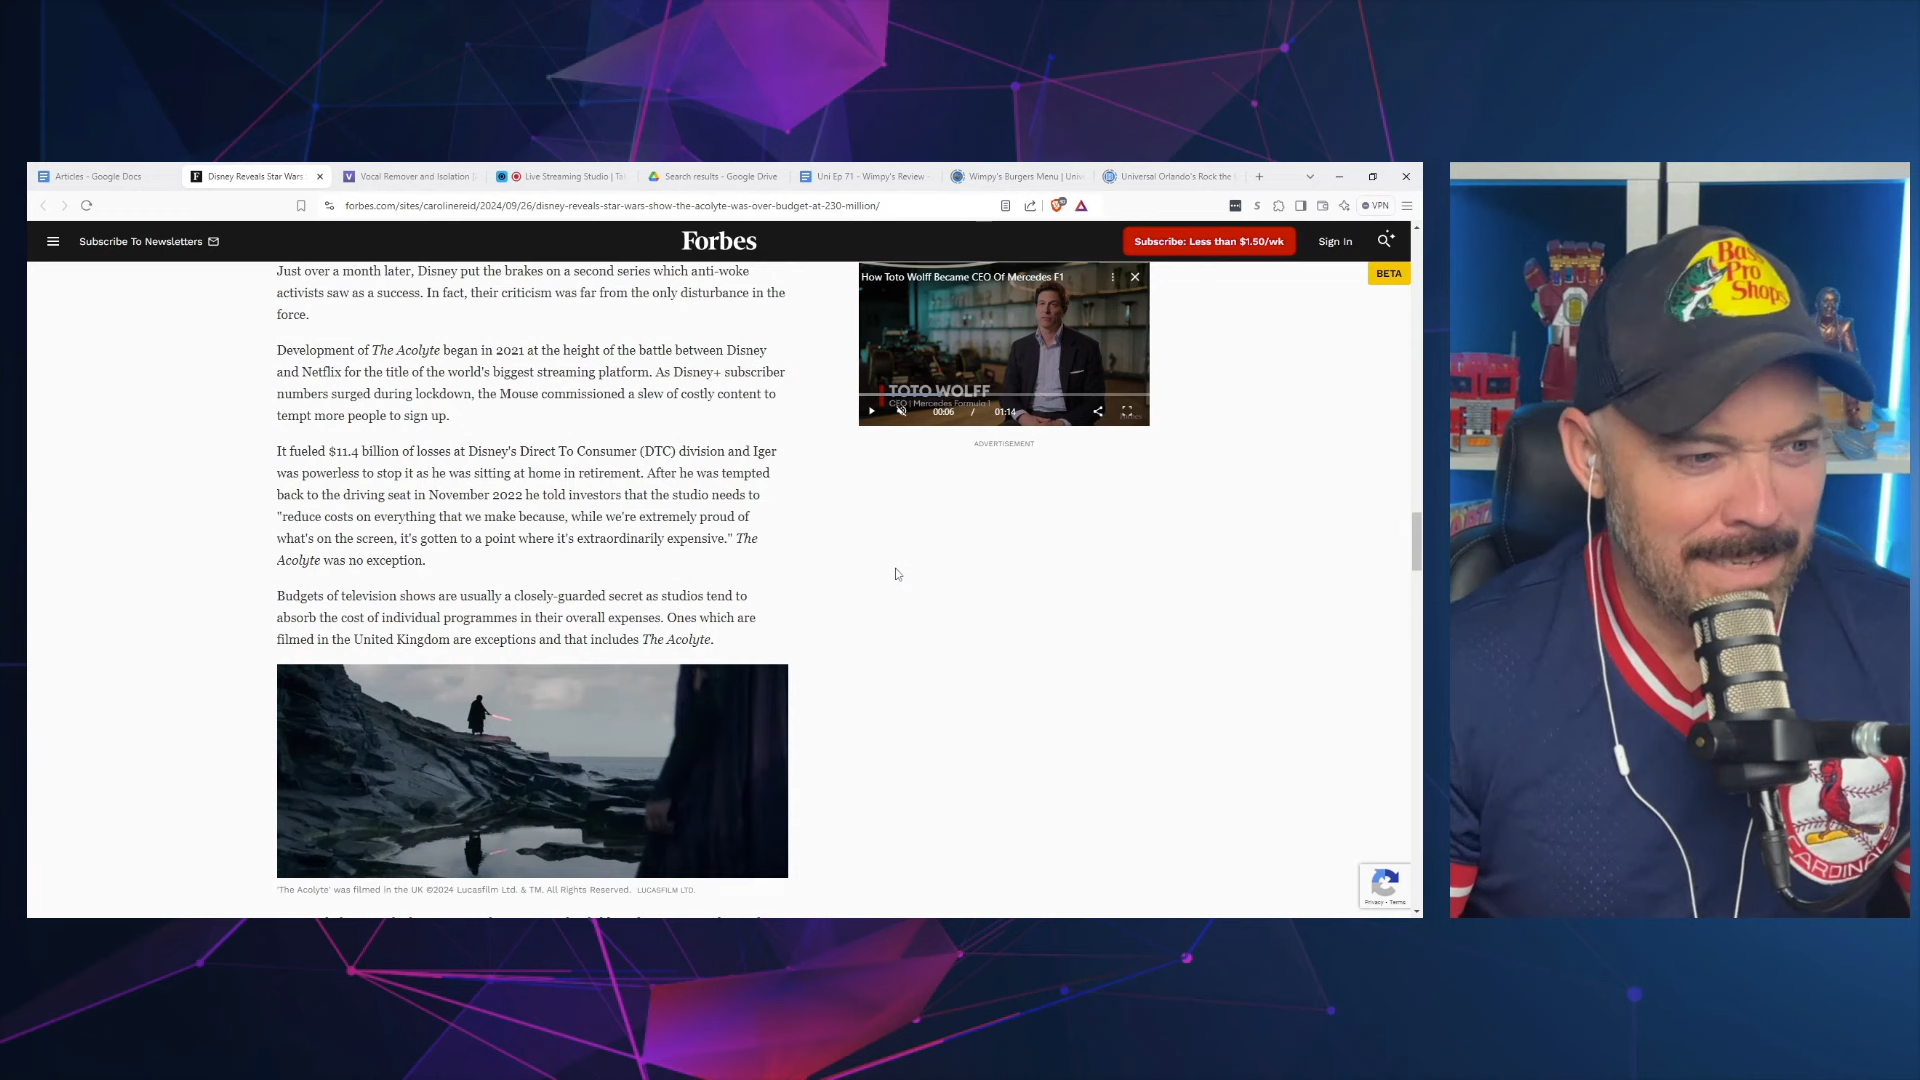 Articles - Google Docs
Disney Reveals Star Wars
Vocal Remover and Isolation
Live Streaming Studio | Ta
Search results - Google Drive
Uni Ep 71 - Wimpy's Review -
Wimpy's Burgers Menu | Univ
Universal Orlando's Rock the
forbes.com/sites/carolinereid/2024/09/26/disney-reveals-star-wars-show-the-acolyte-was-over-budget-at-230-million/
VPN
Subscribe To Newsletters
Forbes
Subscribe: Less than $1.50/wk
Sign In
BETA
Just over a month later, Disney put the brakes on a second series which anti-woke
activists saw as a success. In fact, their criticism was far from the only disturbance in the
force.
Development of The Acolyte began in 2021 at the height of the battle between Disney
and Netflix for the title of the world's biggest streaming platform. As Disney+ subscriber
numbers surged during lockdown, the Mouse commissioned a slew of costly content to
tempt more people to sign up.
It fueled $11.4 billion of losses at Disney's Direct To Consumer (DTC) division and Iger
was powerless to stop it as he was sitting at home in retirement. After he was tempted
back to the driving seat in November 2022 he told investors that the studio needs to
"reduce costs on everything that we make because, while we're extremely proud of
what's on the screen, it's gotten to a point where it's extraordinarily expensive." The
Acolyte was no exception.
Budgets of television shows are usually a closely-guarded secret as studios tend to
absorb the cost of individual programmes in their overall expenses. Ones which are
filmed in the United Kingdom are exceptions and that includes The Acolyte.
'The Acolyte' was filmed in the UK ©2024 Lucasfilm Ltd. & TM. All Rights Reserved. LUCASFILM LTD.
How Toto Wolff Became CEO Of Mercedes F1
TOTO WOLFF
CEO | Mercedes Formula 1
00:06 / 01:14
ADVERTISEMENT
Privacy - Terms
Bass
Pro
Shops
CARDINALS